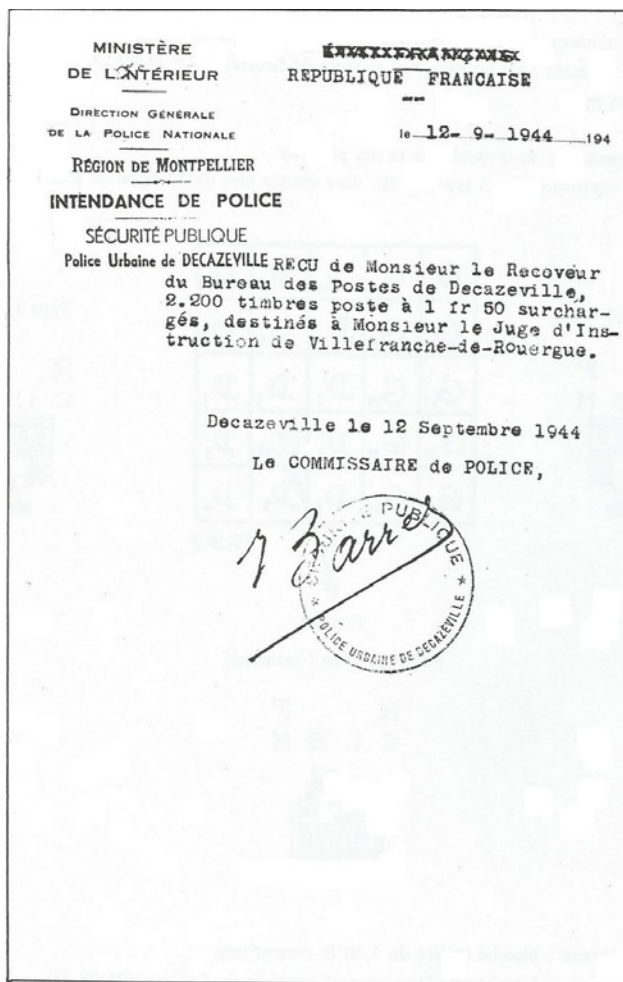 MINISTÈRE
DE L'INTÉRIEUR
DIRECTION GÉNÉRALE
DE LA POLICE NATIONALE
RÉGION DE MONTPELLIER
INTENDANCE DE POLICE
SÉCURITÉ PUBLIQUE
Police Urbaine de DECAZEVILLE
REPUBLIQUE FRANCAISE
le 12-9-1944 194
RECU de Monsieur le Receveur
du Bureau des Postes de Decazeville,
2.200 timbres poste à 1 fr 50 surchar-
gés, destinés à Monsieur le Juge d'Ins-
truction de Villefranche-de-Rouergue.
Decazeville le 12 Septembre 1944
Le COMMISSAIRE de POLICE,
Barré
SÉCURITÉ PUBLIQUE
* POLICE URBAINE DE DECAZEVILLE *